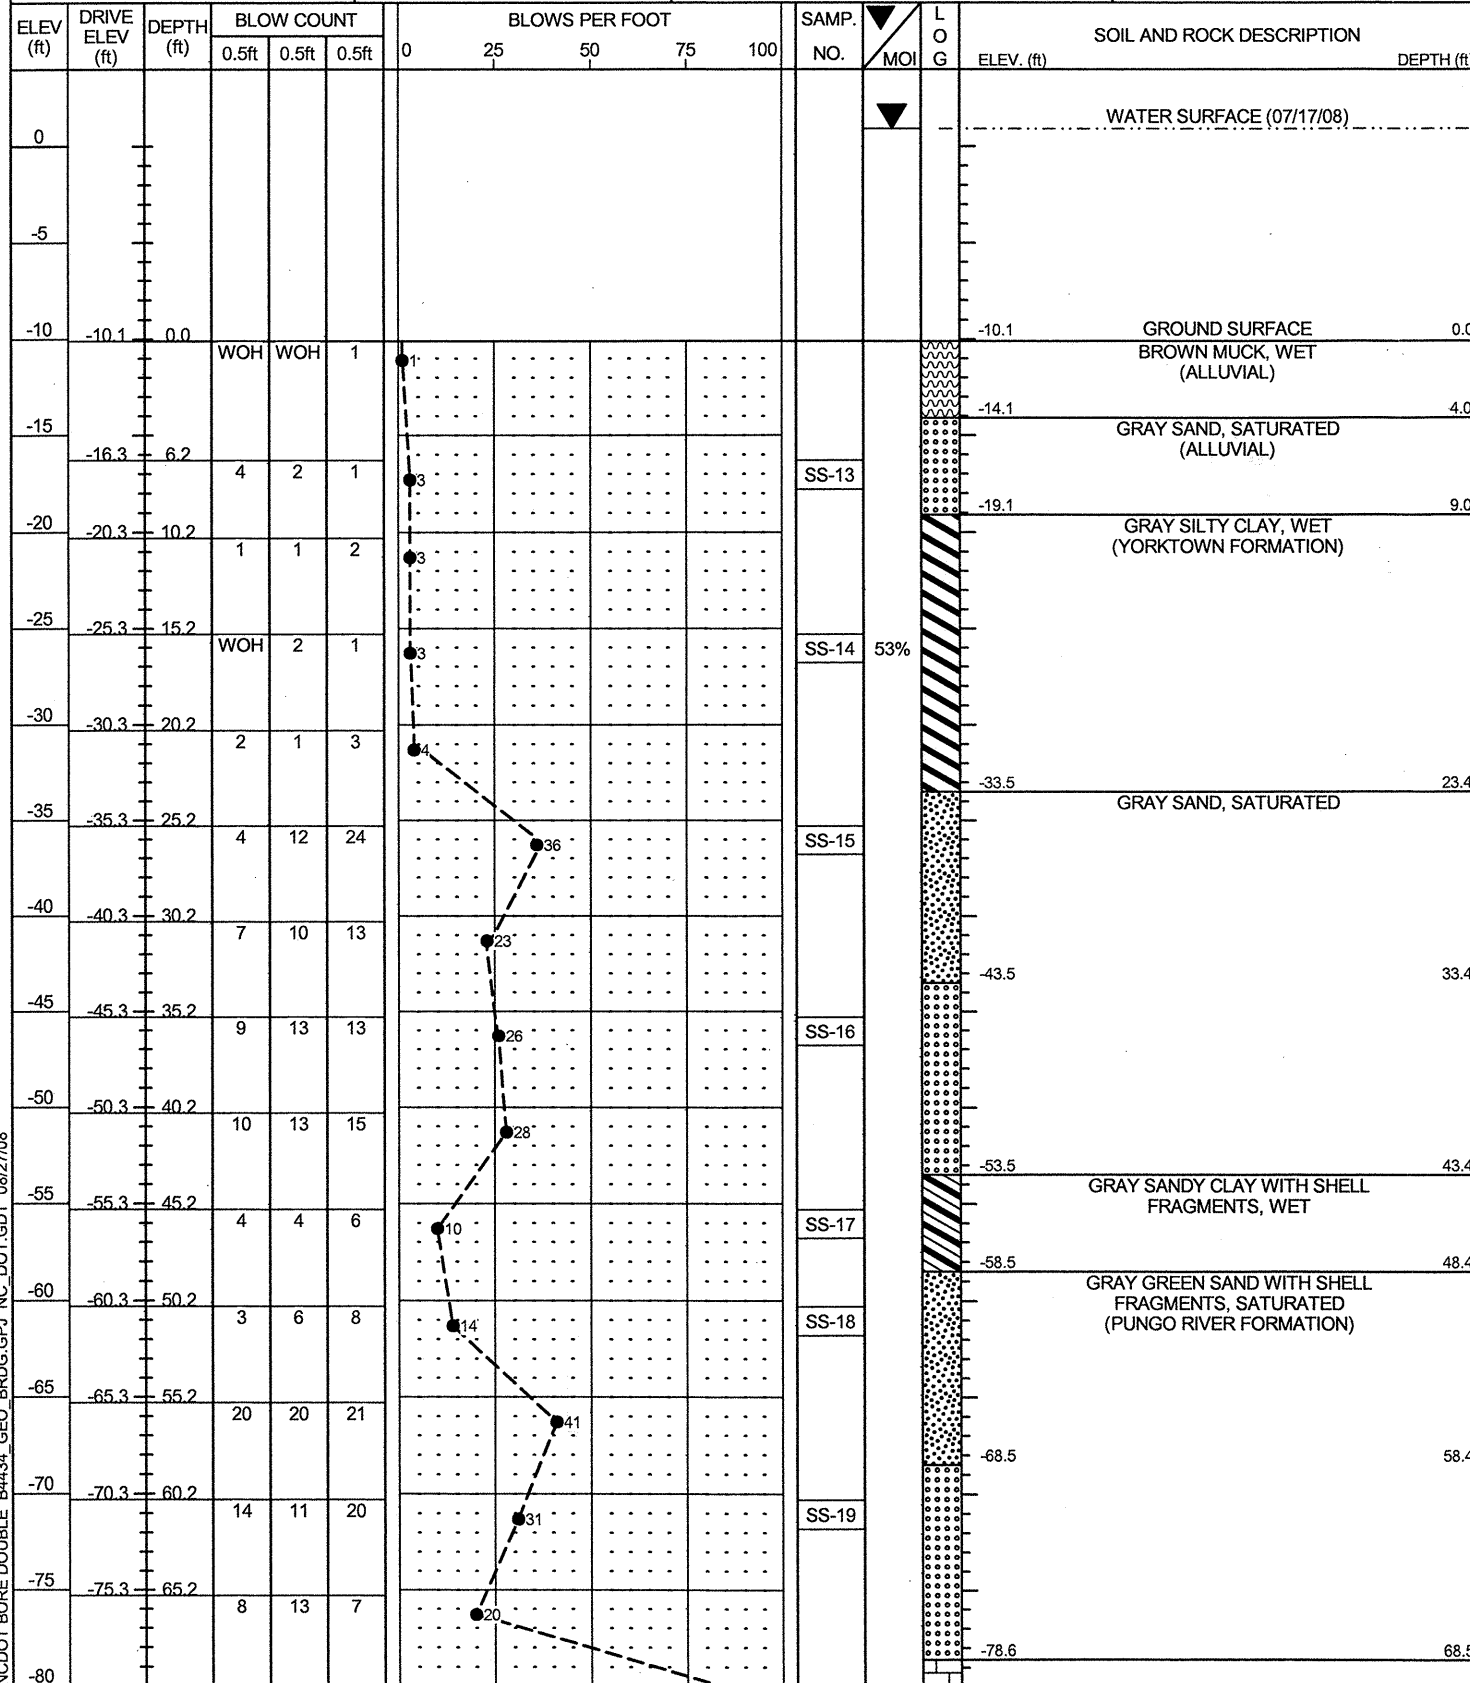 ELEV (ft) DRIVE ELEV (ft) DEPTH (ft) BLOW COUNT BLOWS PER FOOT SAMP. NO. MOI L O G SOIL AND ROCK DESCRIPTION
0.5ft 0.5ft 0.5ft 0 25 50 75 100 ELEV. (ft) DEPTH (ft
WATER SURFACE (07/17/08)
0
-5
-10 -10.1 0.0 -10.1 GROUND SURFACE 0.0
WOH WOH 1 1 BROWN MUCK, WET
(ALLUVIAL)
-14.1 4.0
-15 GRAY SAND, SATURATED
(ALLUVIAL)
-16.3 6.2
4 2 1 3 SS-13
-19.1 9.0
-20 GRAY SILTY CLAY, WET
-20.3 10.2 (YORKTOWN FORMATION)
1 1 2 3
-25
-25.3 15.2
WOH 2 1 3 SS-14 53%
-30
-30.3 20.2
2 1 3 4
-33.5 23.4
-35 GRAY SAND, SATURATED
-35.3 25.2
4 12 24 36 SS-15
-40
-40.3 30.2
7 10 13 23
-43.5 33.4
-45
-45.3 35.2
9 13 13 26 SS-16
-50
-50.3 40.2
10 13 15 28
-53.5 43.4
-55 GRAY SANDY CLAY WITH SHELL
-55.3 45.2 FRAGMENTS, WET
4 4 6 10 SS-17
-58.5 48.4
-60 GRAY GREEN SAND WITH SHELL
-60.3 50.2 FRAGMENTS, SATURATED
3 6 8 14 SS-18 (PUNGO RIVER FORMATION)
-65
-65.3 55.2
20 20 21 41
-68.5 58.4
-70
-70.3 60.2
14 11 20 31 SS-19
-75
-75.3 65.2
8 13 7 20
-78.6 68.5
-80
NCDOT BORE DOUBLE B4434_GEO_BRDG.GPJ NC_DOT.GDT 08/27/08